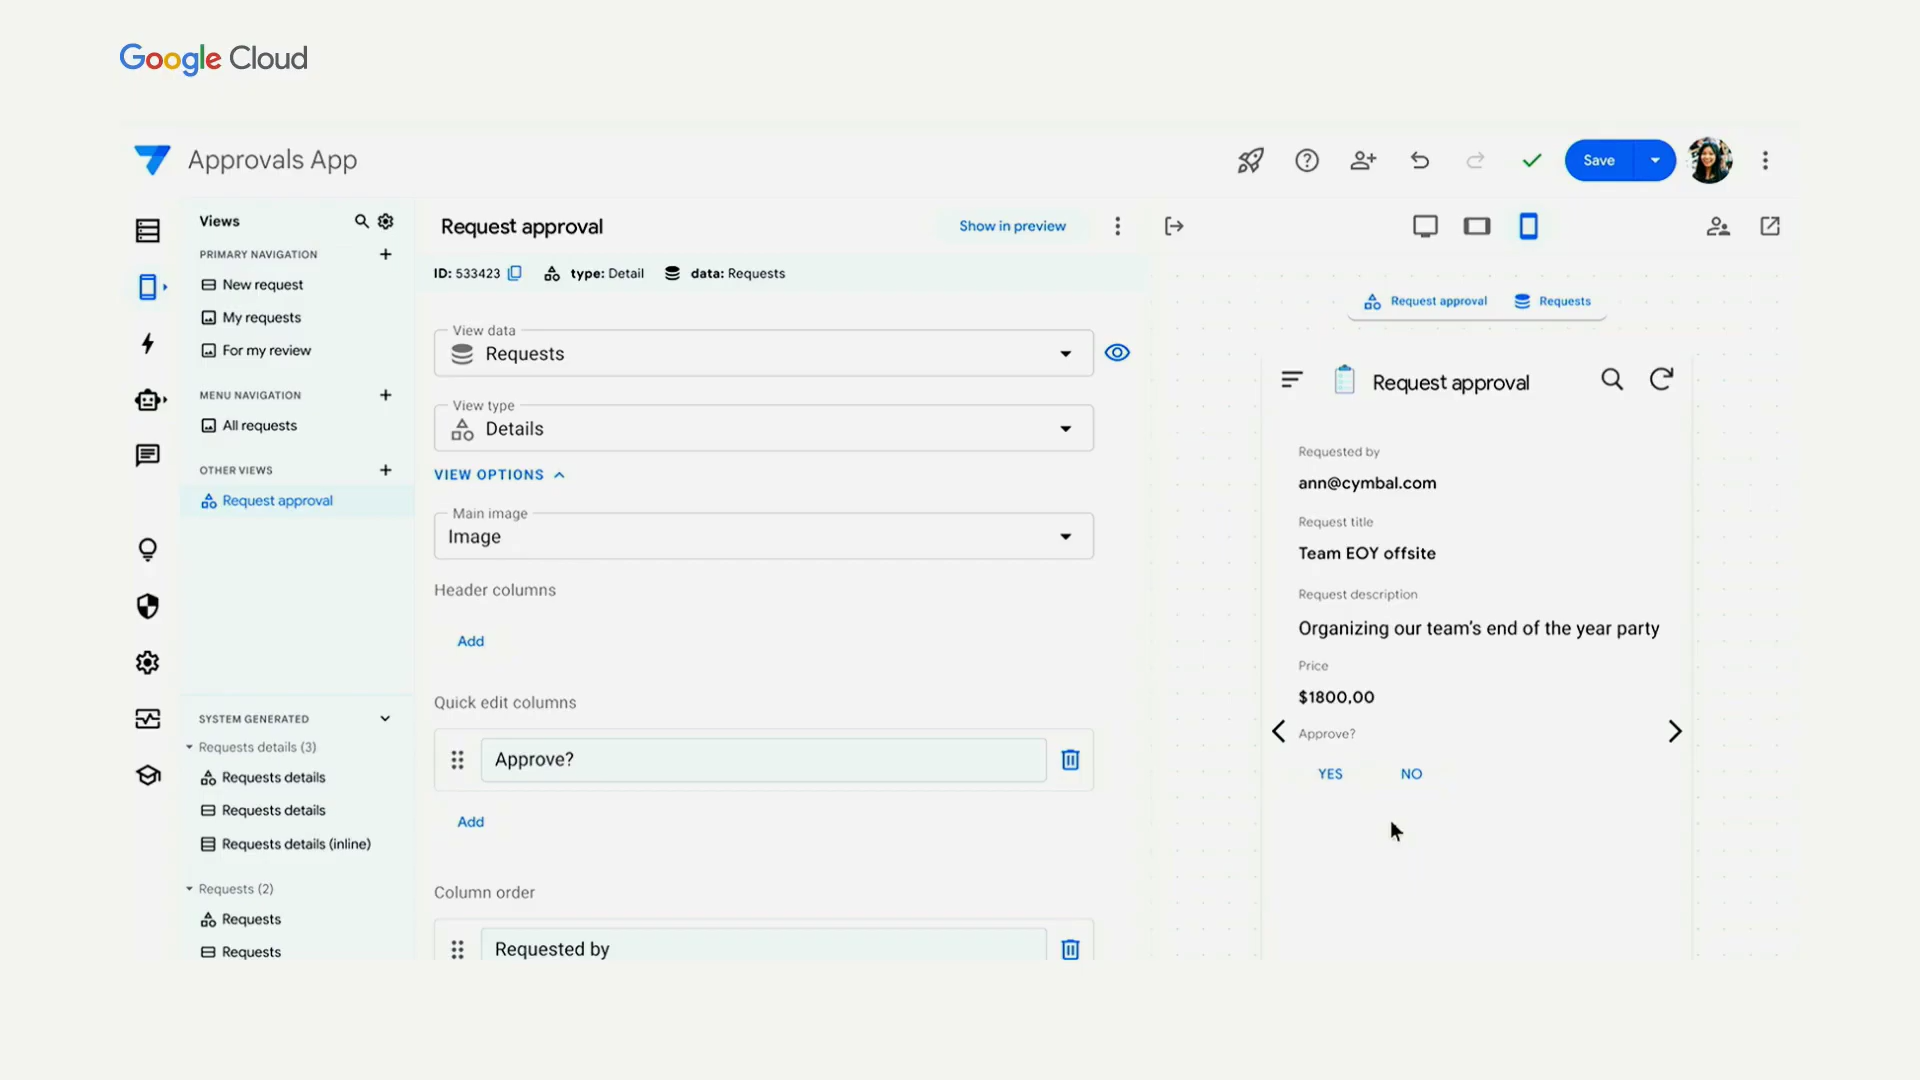 Google Cloud
Approvals App
Save
Views
PRIMARY NAVIGATION
New request
My requests
For my review
MENU NAVIGATION
All requests
OTHER VIEWS
Request approval
SYSTEM GENERATED
Requests details (3)
Requests details
Requests details
Requests details (inline)
Requests (2)
Requests
Requests
Request approval
Show in preview
ID: 533423
type: Detail
data: Requests
View data
Requests
View type
Details
VIEW OPTIONS
Main image
Image
Header columns
Add
Quick edit columns
Approve?
Add
Column order
Requested by
Request approval
Requests
Request approval
Requested by
ann@cymbal.com
Request title
Team EOY offsite
Request description
Organizing our team's end of the year party
Price
$1800,00
Approve?
YES
NO